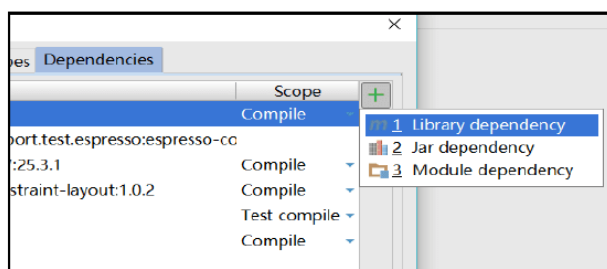 pes Dependencies
Scope
Compile
1 Library dependency
port.test.espresso:espresso-co
2 Jar dependency
:25.3.1 Compile
3 Module dependency
straint-layout:1.0.2 Compile
Test compile
Compile